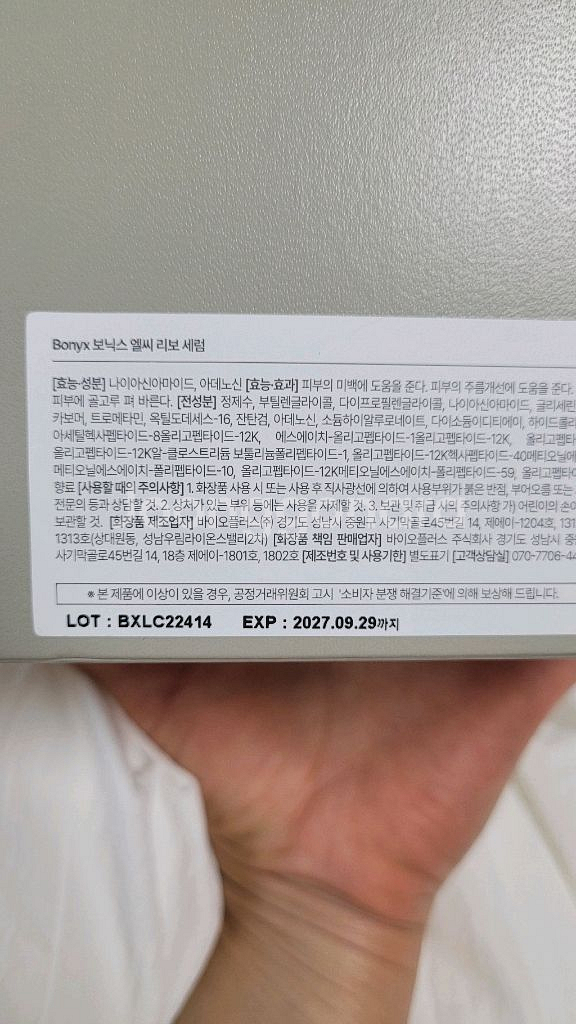 Bonyx 보닉스 엘씨 리보 세럼
[효능·성분] 나이아신아마이드, 아데노신 [효능·효과] 피부의 미백에 도움을 준다. 피부의 주름개선에 도움을 준다.
피부에 골고루 펴 바른다. [전성분] 정제수, 부틸렌글라이콜, 다이프로필렌글라이콜, 나이아신아마이드, 글리세린
카보머, 트로메타민, 옥틸도데세스-16, 잔탄검, 아데노신, 소듐하이알루로네이트, 다이소듐이디티에이, 하이드롤
아세틸헥사펩타이드-8올리고펩타이드-12K, 에스에이치-올리고펩타이드-1올리고펩타이드-12K, 올리고펩타이
올리고펩타이드-12K알-클로스트리듐 보툴리눔폴리펩타이드-1, 올리고펩타이드-12K헥사펩타이드-40메티오닐에
메티오닐에스에이치-폴리펩타이드-10, 올리고펩타이드-12K메티오닐에스에이치-폴리펩타이드-59, 올리고펩타이
향료 [사용할 때의 주의사항] 1. 화장품 사용 시 또는 사용 후 직사광선에 의하여 사용부위가 붉은 반점, 부어오름 또는
전문의 등과 상담할 것. 2. 상처가 있는 부위 등에는 사용을 자제할 것. 3. 보관 및 취급 시의 주의사항 가) 어린이의 손이
보관할 것. [화장품 제조업자] 바이오플러스㈜ 경기도 성남시 중원구 사기막골로45번길 14, 제에이-1204호, 131
1313호(상대원동, 성남우림라이온스밸리2차) [화장품 책임 판매업자] 바이오플러스 주식회사 경기도 성남시 중
사기막골로45번길 14, 18층 제에이-1801호, 1802호 [제조번호 및 사용기한] 별도표기 [고객상담실] 070-7706-44
※ 본 제품에 이상이 있을 경우, 공정거래위원회 고시 '소비자 분쟁 해결기준'에 의해 보상해 드립니다.
LOT : BXLC22414 EXP : 2027.09.29까지